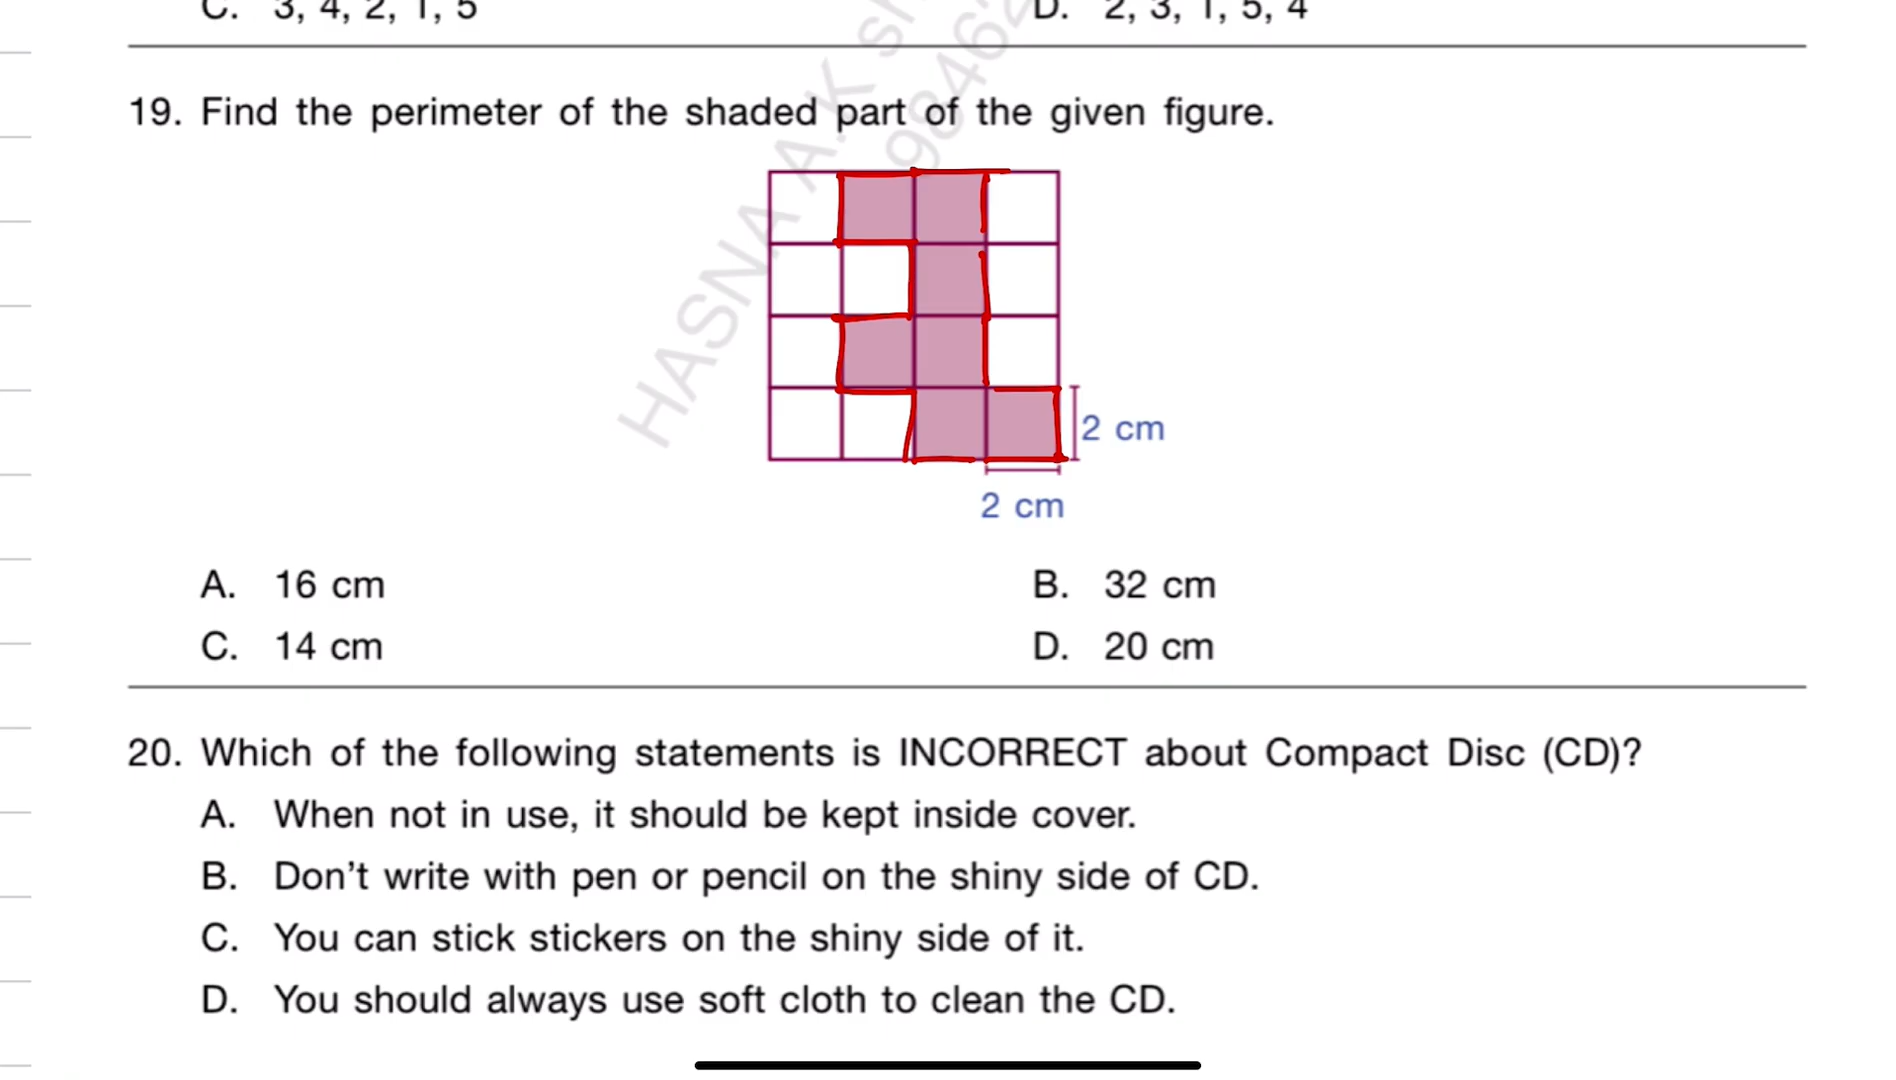 C. 3, 4, 2, 1, 5
D. 2, 3, 1, 5, 4
19. Find the perimeter of the shaded part of the given figure.
HASNA A.K
98462
2 cm
2 cm
A. 16 cm
B. 32 cm
C. 14 cm
D. 20 cm
20. Which of the following statements is INCORRECT about Compact Disc (CD)?
A. When not in use, it should be kept inside cover.
B. Don’t write with pen or pencil on the shiny side of CD.
C. You can stick stickers on the shiny side of it.
D. You should always use soft cloth to clean the CD.